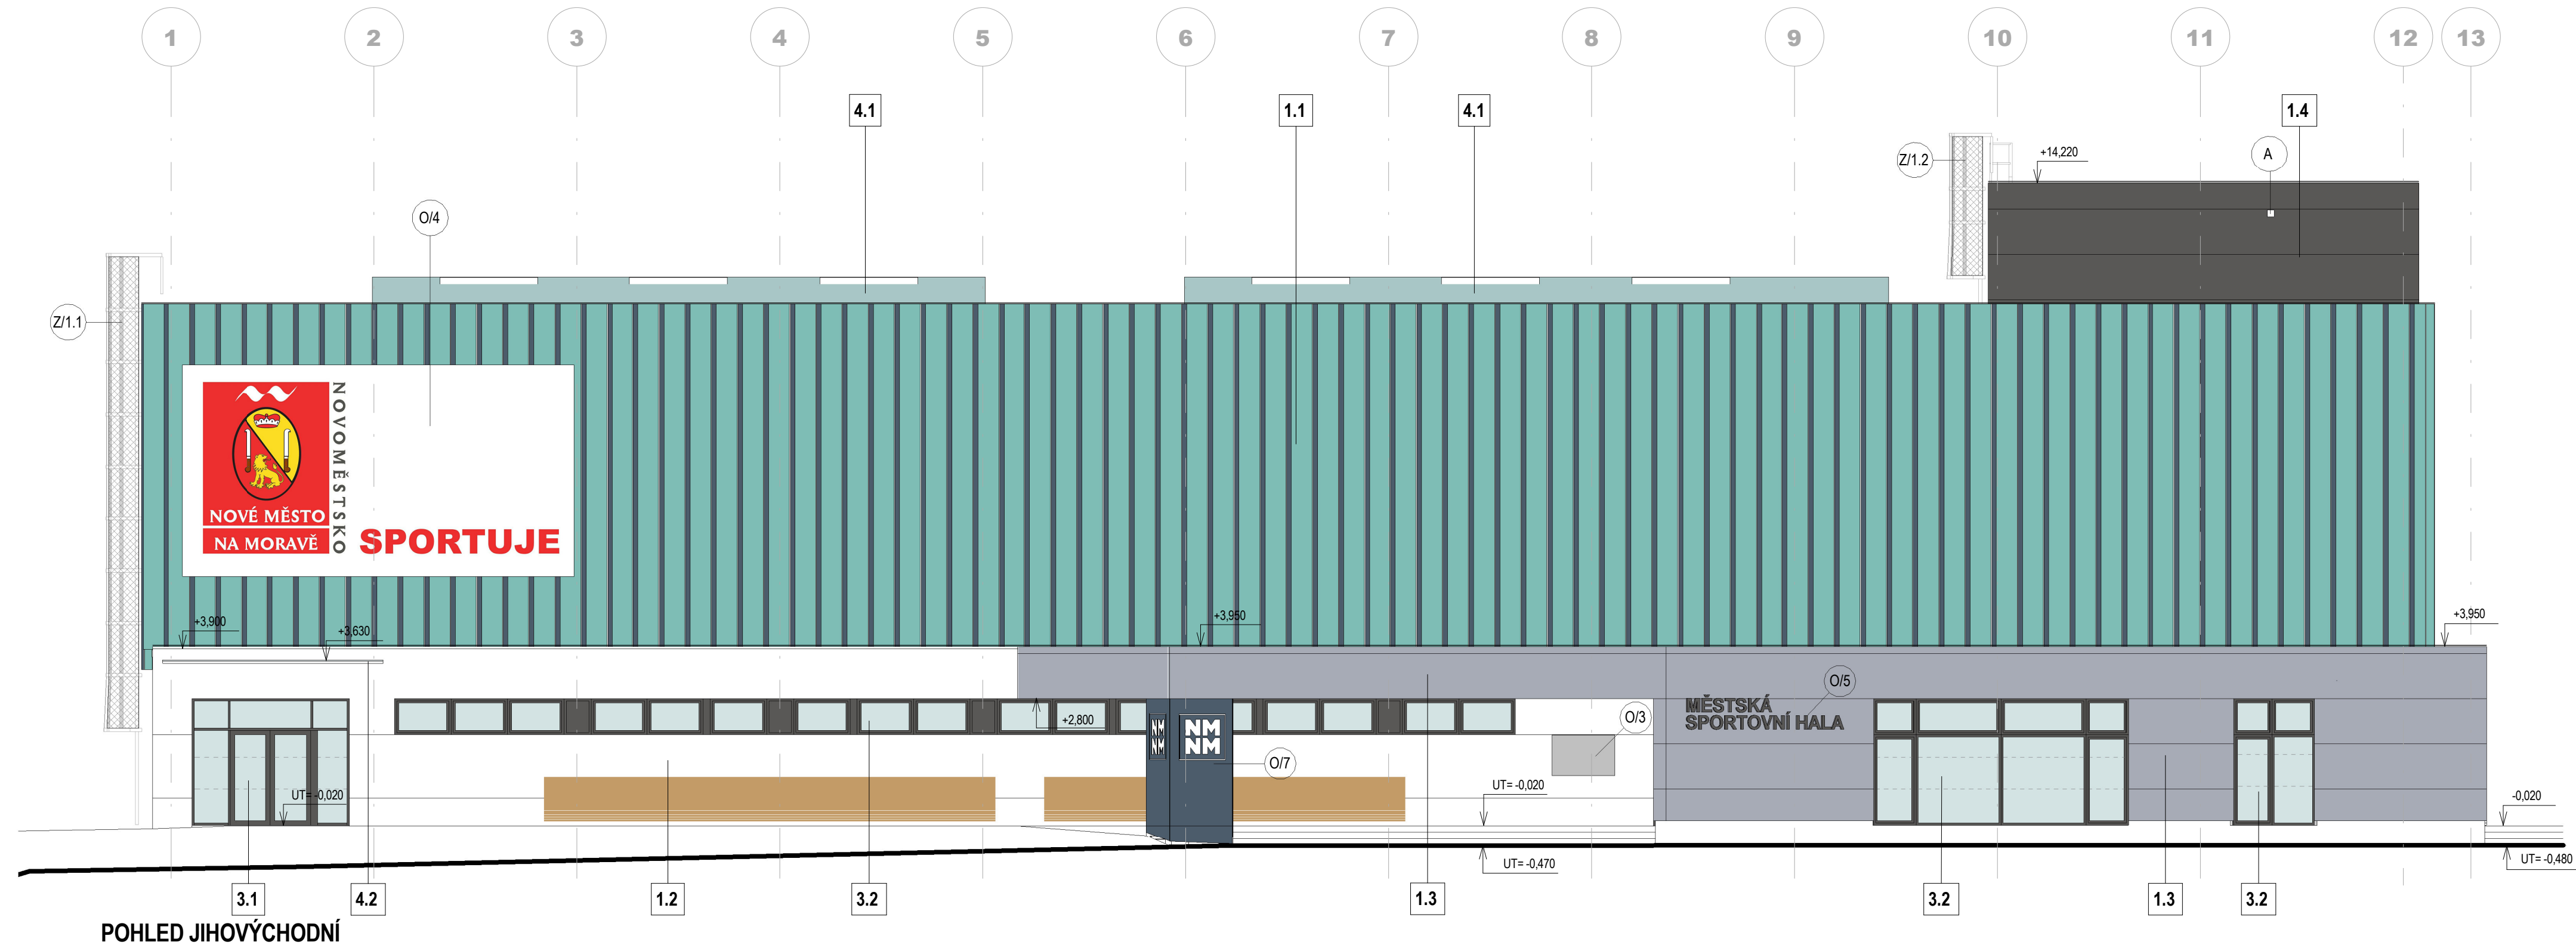 1 2 3 4 5 6 7 8 9 10 11 12 13
4.1 1.1 4.1 1.4
Z/1.2 +14,220 A
O/4
Z/1.1
NOVOMĚSTSKO
NOVÉ MĚSTO
NA MORAVĚ
SPORTUJE
+3,900 +3,950 +3,950
+3,630
O/5
MĚSTSKÁ
SPORTOVNÍ HALA
+2,800 O/3
NM NM
NM NM
O/7
UT= -0,020 UT= -0,020 -0,020
UT= -0,470 UT= -0,480
3.1 4.2 1.2 3.2 1.3 3.2 1.3 3.2
POHLED JIHOVÝCHODNÍ